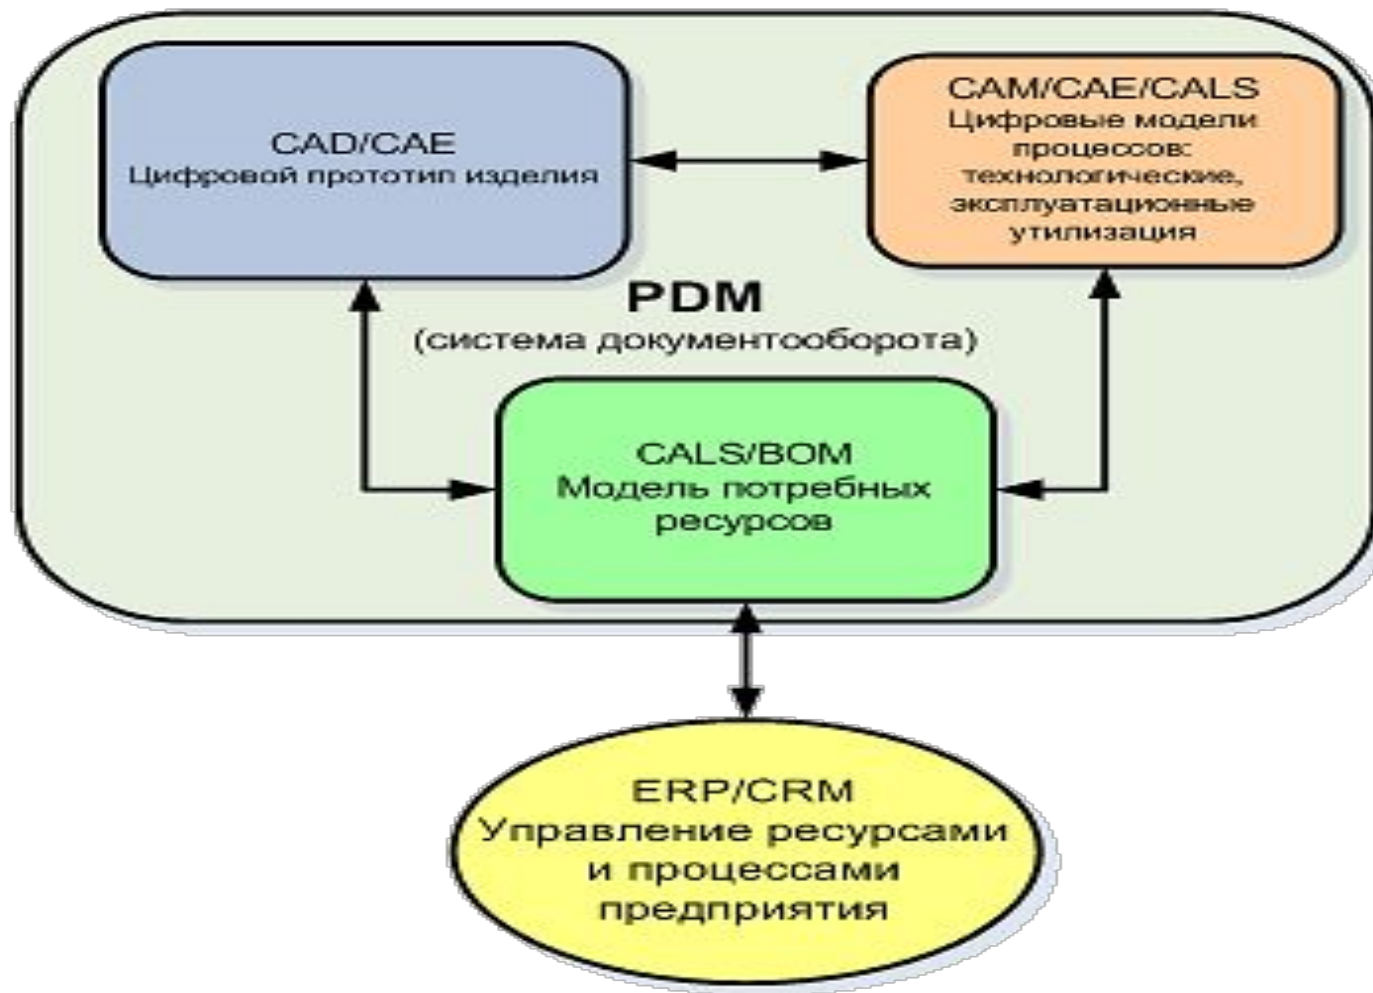 CAD/CAE
Цифровой прототип изделия
CAM/CAE/CALS
Цифровые модели
процессов:
технологические,
эксплуатационные
утилизация
PDM
(система документооборота)
CALS/BOM
Модель потребных
ресурсов
ERP/CRM
Управление ресурсами
и процессами
предприятия